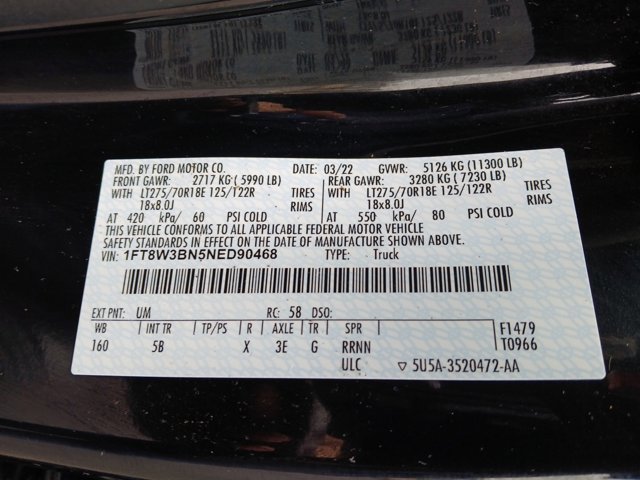 MFD. BY FORD MOTOR CO. 03/22 GVWR: 5126 KG (11300 LB)
FRONT GAWR: 2717 KG ( 5990 LB) REAR GAWR: 3280 KG ( 7230 LB)
WITH LT275/70R18E 125/122R TIRES WITH LT275/70R18E 125/122R TIRES
18x8.0J RIMS 18x8.0J RIMS
AT 420 kPa/ 60 PSI COLD AT 550 kPa/ 80 PSI COLD
THIS VEHICLE CONFORMS TO ALL APPLICABLE FEDERAL MOTOR VEHICLE
SAFETY STANDARDS IN EFFECT ON THE DATE OF MANUFACTURE SHOWN ABOVE.
VIN: 1FT8W3BN5NED90468 TYPE: Truck
EXT PNT: UM RC: 58 DSO:
WB INT TR TP/PS R AXLE TR SPR F1479
160 5B X 3E G RRNN T0966
ULC ▽ 5U5A-3520472-AA